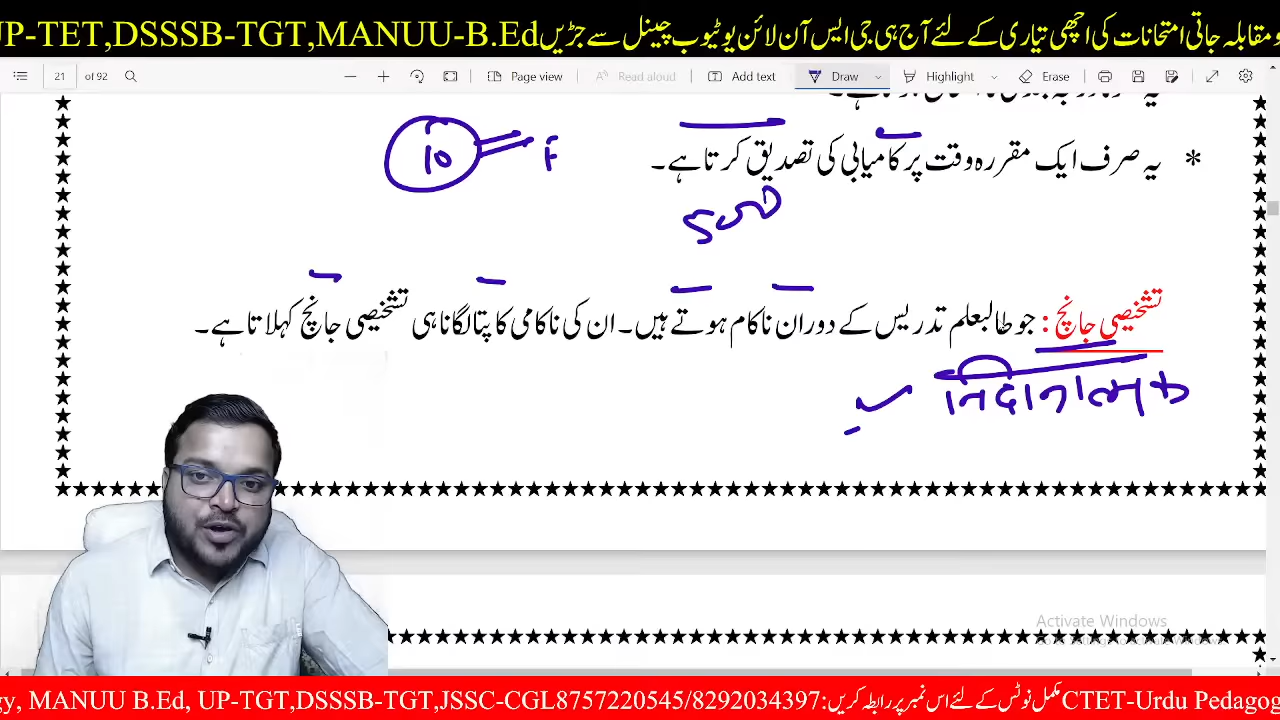 و مقابلہ جاتی امتحانات کی اچھی تیاری کے لئے آج ہی جی ایس آن لائن یوٹیوب چینل سے جڑیں UP-TET,DSSSB-TGT,MANUU-B.Ed
21 of 92 Page view Read aloud Add text Draw Highlight Erase
* یہ صرف ایک مقررہ وقت پر کامیابی کی تصدیق کرتا ہے۔
10 F
تشخیصی جانچ : جو طالبعلم تدریس کے دوران ناکام ہوتے ہیں۔ ان کی ناکامی کا پتا لگانا ہی تشخیصی جانچ کہلاتا ہے۔
निदानात्मक
Activate Windows
gy, MANUU B.Ed, UP-TGT,DSSSB-TGT,JSSC-CGL مکمل نوٹس کے لئے اس نمبر پر رابطہ کریں:8757220545/8292034397 CTET-Urdu Pedagog